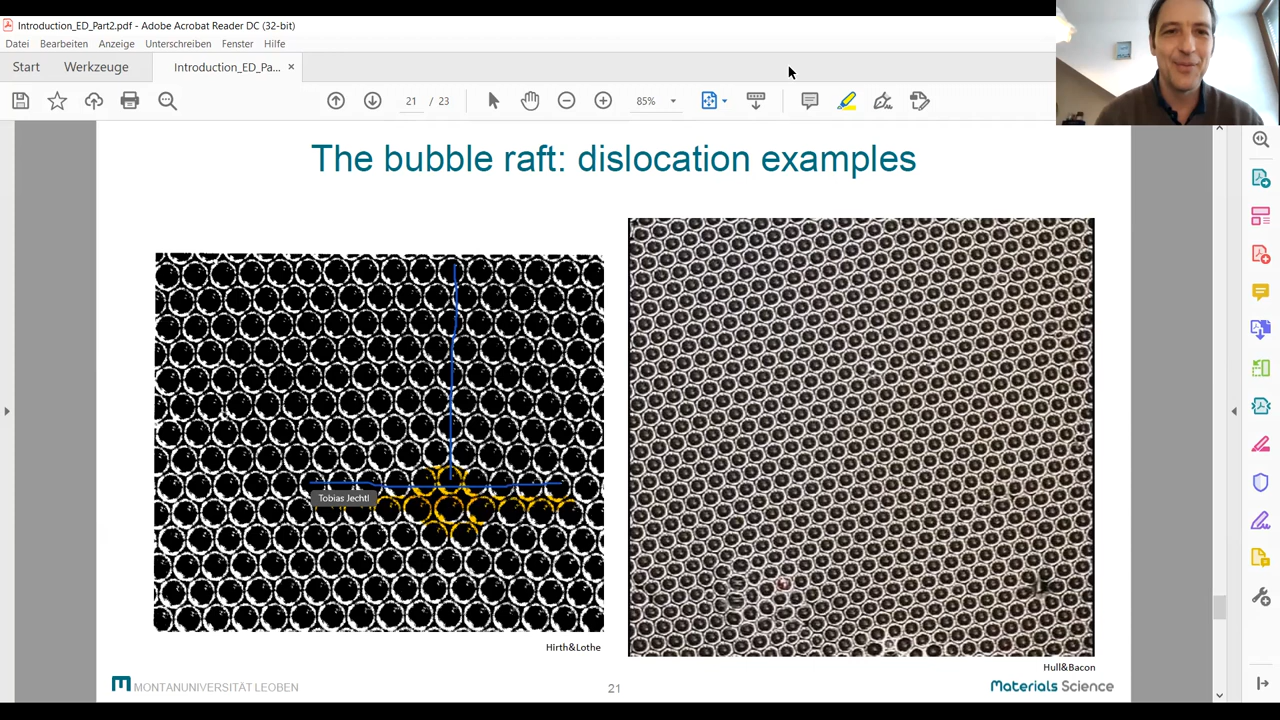 Introduction_ED_Part2.pdf - Adobe Acrobat Reader DC (32-bit)
Datei Bearbeiten Anzeige Unterschreiben Fenster Hilfe
Start Werkzeuge Introduction_ED_Pa... ×
21 / 23 85%
The bubble raft: dislocation examples
Tobias Jechtl
Hirth&Lothe
Hull&Bacon
MONTANUNIVERSITÄT LEOBEN 21 Materials Science